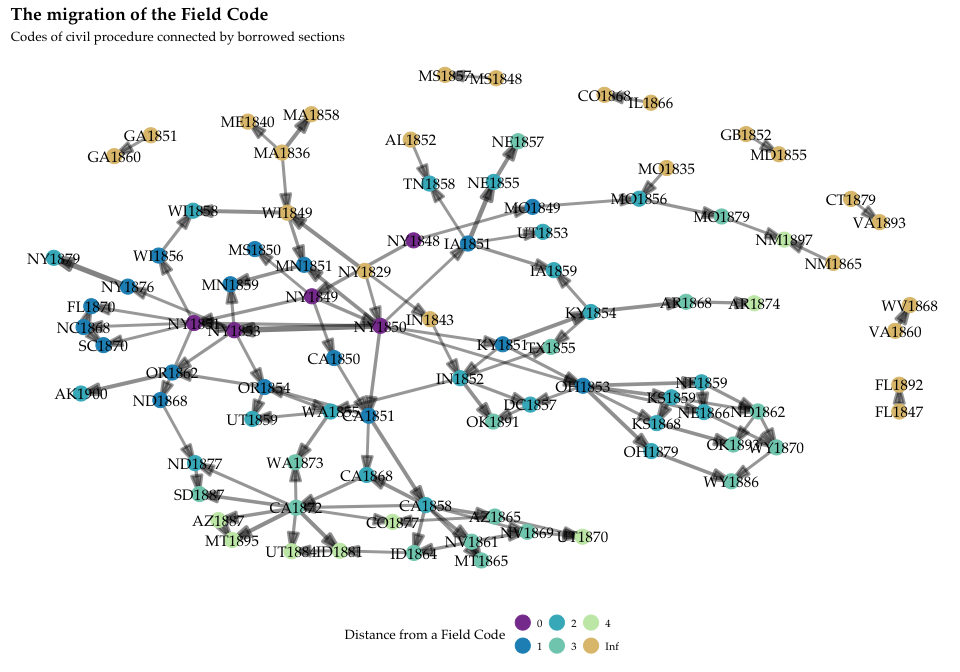 The migration of the Field Code
Codes of civil procedure connected by borrowed sections
MS1857 MS1848
CO1868 IL1866
MA1858
ME1840
GA1851
GB1852
AL1852
NE1857
MA1836
GA1860
MD1855
MO1835
TN1858
NE1855
MO1856
CT1879
WI1858
WI1849
MO1849
MO1879
VA1893
UT1853
NY1848
IA1851
NM1897
MS1850
WI1856
NY1879
MN1851
NY1829
IA1859
NM1865
NY1876
MN1859
NY1849
FL1870
AR1868
AR1874
WV1868
KY1854
IN1843
NC1868
NY1853
NY1850
VA1860
SC1870
KY1851
TX1855
CA1850
OR1862
IN1852
NE1859
FL1892
AK1900
OR1854
OH1853
ND1868
KS1859
DC1857
NE1866
ND1862
FL1847
UT1859
WA1855
CA1851
OK1891
KS1868
OK1893
WY1870
OH1879
ND1877
WA1873
CA1868
WY1886
SD1887
CA1872
CA1858
AZ1865
AZ1887
CO1877
NV1869
UT1870
MT1895
NV1861
UT1884
ID1881
ID1864
MT1865
Distance from a Field Code
0 2 4
1 3 Inf